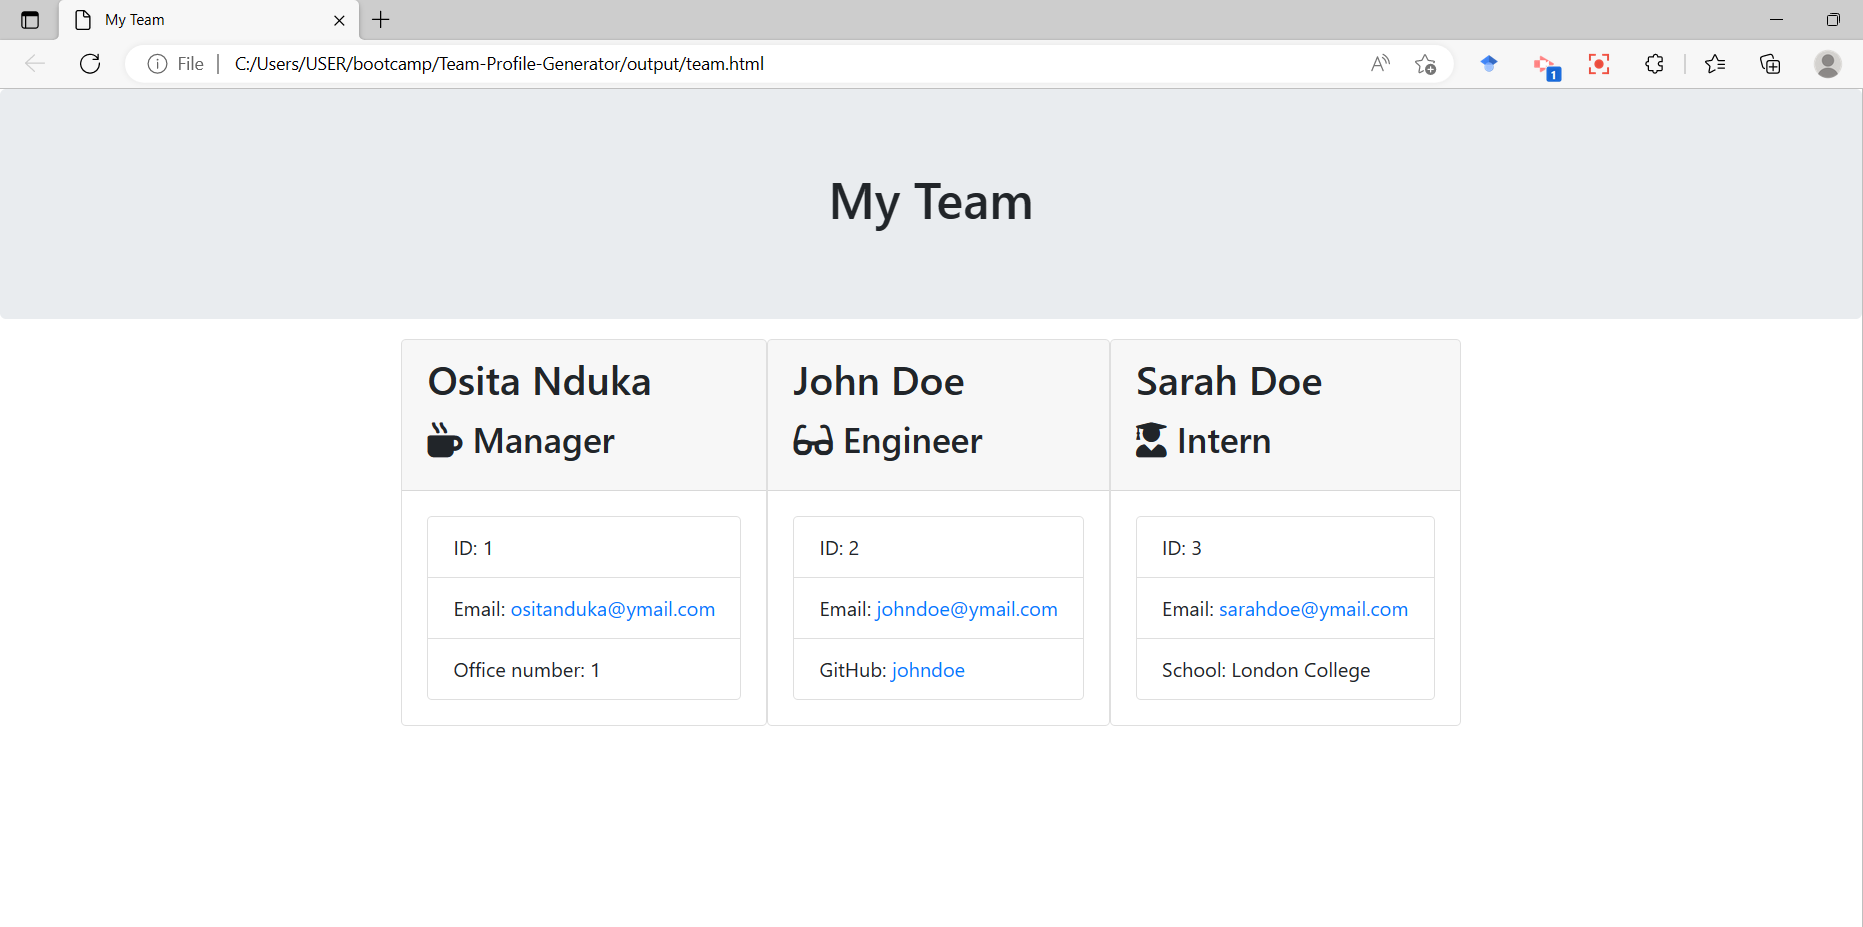 My Team
File
C:/Users/USER/bootcamp/Team-Profile-Generator/output/team.html
A
1
My Team
Osita Nduka
Manager
ID: 1
Email: ositanduka@ymail.com
Office number: 1
John Doe
Engineer
ID: 2
Email: johndoe@ymail.com
GitHub: johndoe
Sarah Doe
Intern
ID: 3
Email: sarahdoe@ymail.com
School: London College